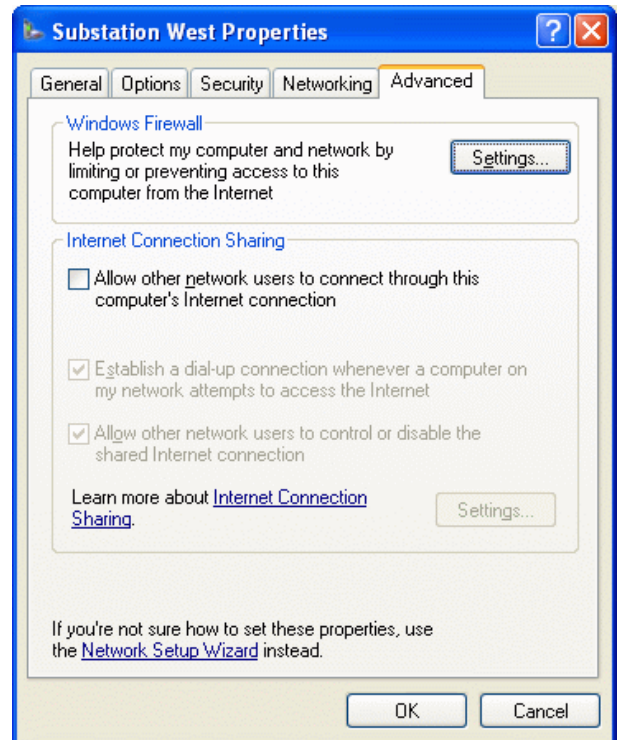 Substation West Properties
General Options Security Networking Advanced
Windows Firewall
Help protect my computer and network by
limiting or preventing access to this
computer from the Internet
Settings...
Internet Connection Sharing
Allow other network users to connect through this
computer's Internet connection
Establish a dial-up connection whenever a computer on
my network attempts to access the Internet
Allow other network users to control or disable the
shared Internet connection
Learn more about Internet Connection
Sharing.
Settings...
If you're not sure how to set these properties, use
the Network Setup Wizard instead.
OK Cancel